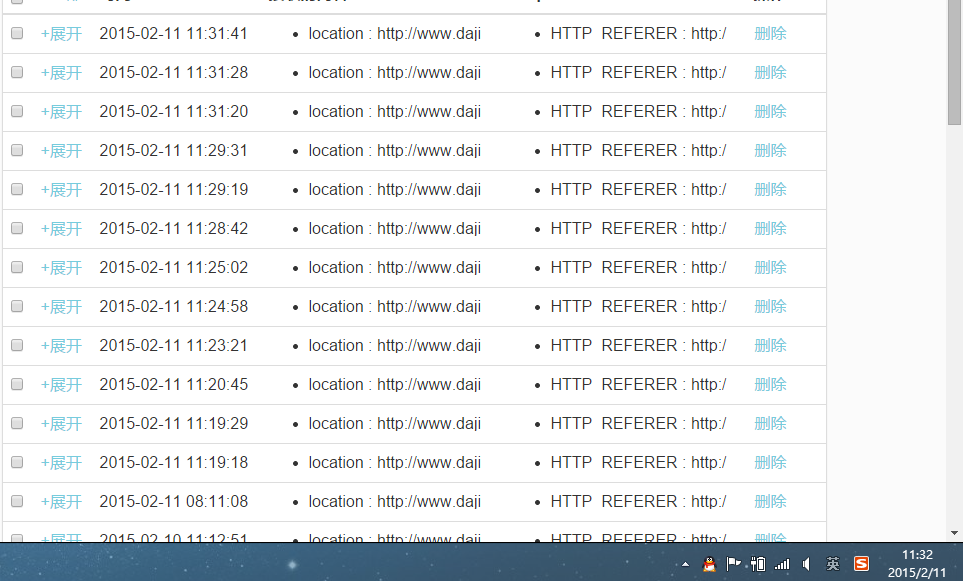 +展开 2015-02-11 11:31:41 • location : http://www.daji • HTTP_REFERER : http:/ 删除
+展开 2015-02-11 11:31:28 • location : http://www.daji • HTTP_REFERER : http:/ 删除
+展开 2015-02-11 11:31:20 • location : http://www.daji • HTTP_REFERER : http:/ 删除
+展开 2015-02-11 11:29:31 • location : http://www.daji • HTTP_REFERER : http:/ 删除
+展开 2015-02-11 11:29:19 • location : http://www.daji • HTTP_REFERER : http:/ 删除
+展开 2015-02-11 11:28:42 • location : http://www.daji • HTTP_REFERER : http:/ 删除
+展开 2015-02-11 11:25:02 • location : http://www.daji • HTTP_REFERER : http:/ 删除
+展开 2015-02-11 11:24:58 • location : http://www.daji • HTTP_REFERER : http:/ 删除
+展开 2015-02-11 11:23:21 • location : http://www.daji • HTTP_REFERER : http:/ 删除
+展开 2015-02-11 11:20:45 • location : http://www.daji • HTTP_REFERER : http:/ 删除
+展开 2015-02-11 11:19:29 • location : http://www.daji • HTTP_REFERER : http:/ 删除
+展开 2015-02-11 11:19:18 • location : http://www.daji • HTTP_REFERER : http:/ 删除
+展开 2015-02-11 08:11:08 • location : http://www.daji • HTTP_REFERER : http:/ 删除
+展开 2015-02-10 11:12:51 • location : http://www.daji • HTTP_REFERER : http:/ 删除
英 S 11:32
2015/2/11